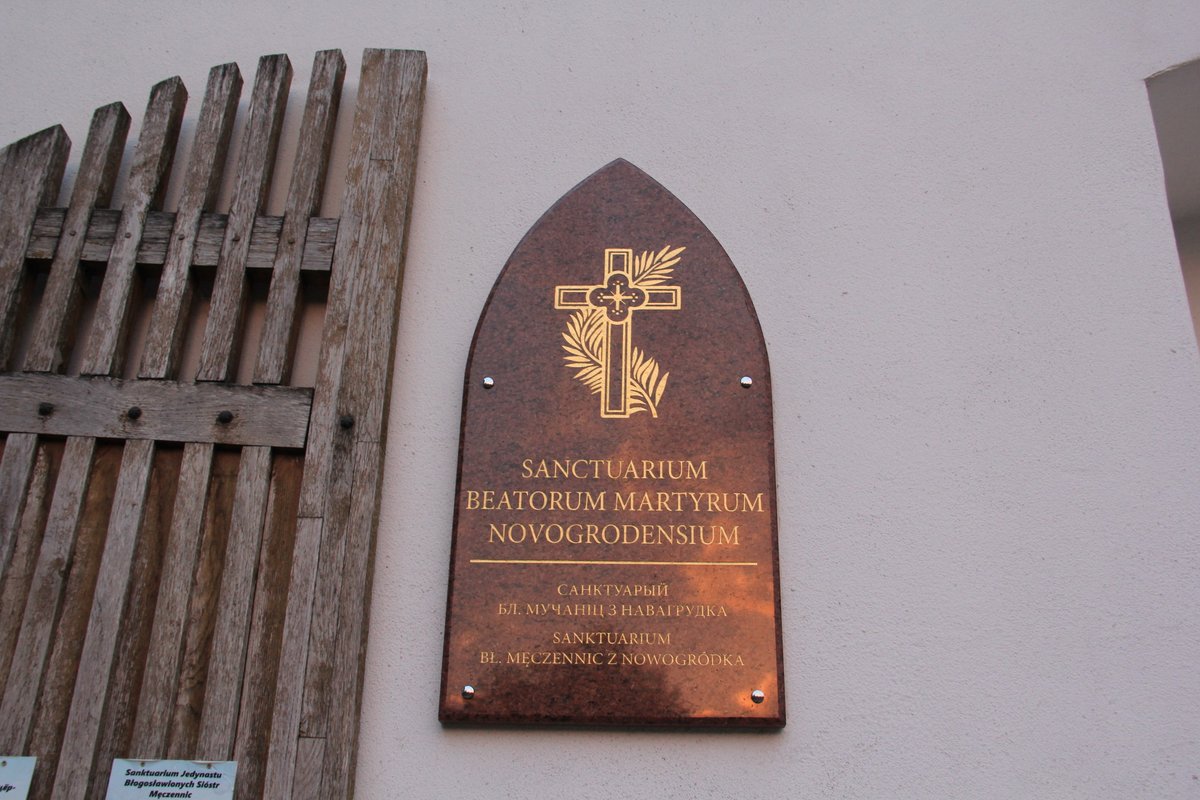 SANCTUARIUM
BEATORUM MARTYRUM
NOVOGRODENSIUM
САНКТУАРЫЙ
БЛ. МУЧАНІЦ З НАВАГРУДКА
SANKTUARIUM
BŁ. MĘCZENNIC Z NOWOGRÓDKA
Sanktuarium Jedynastu
Błogosławionych Sióstr
Męczennic